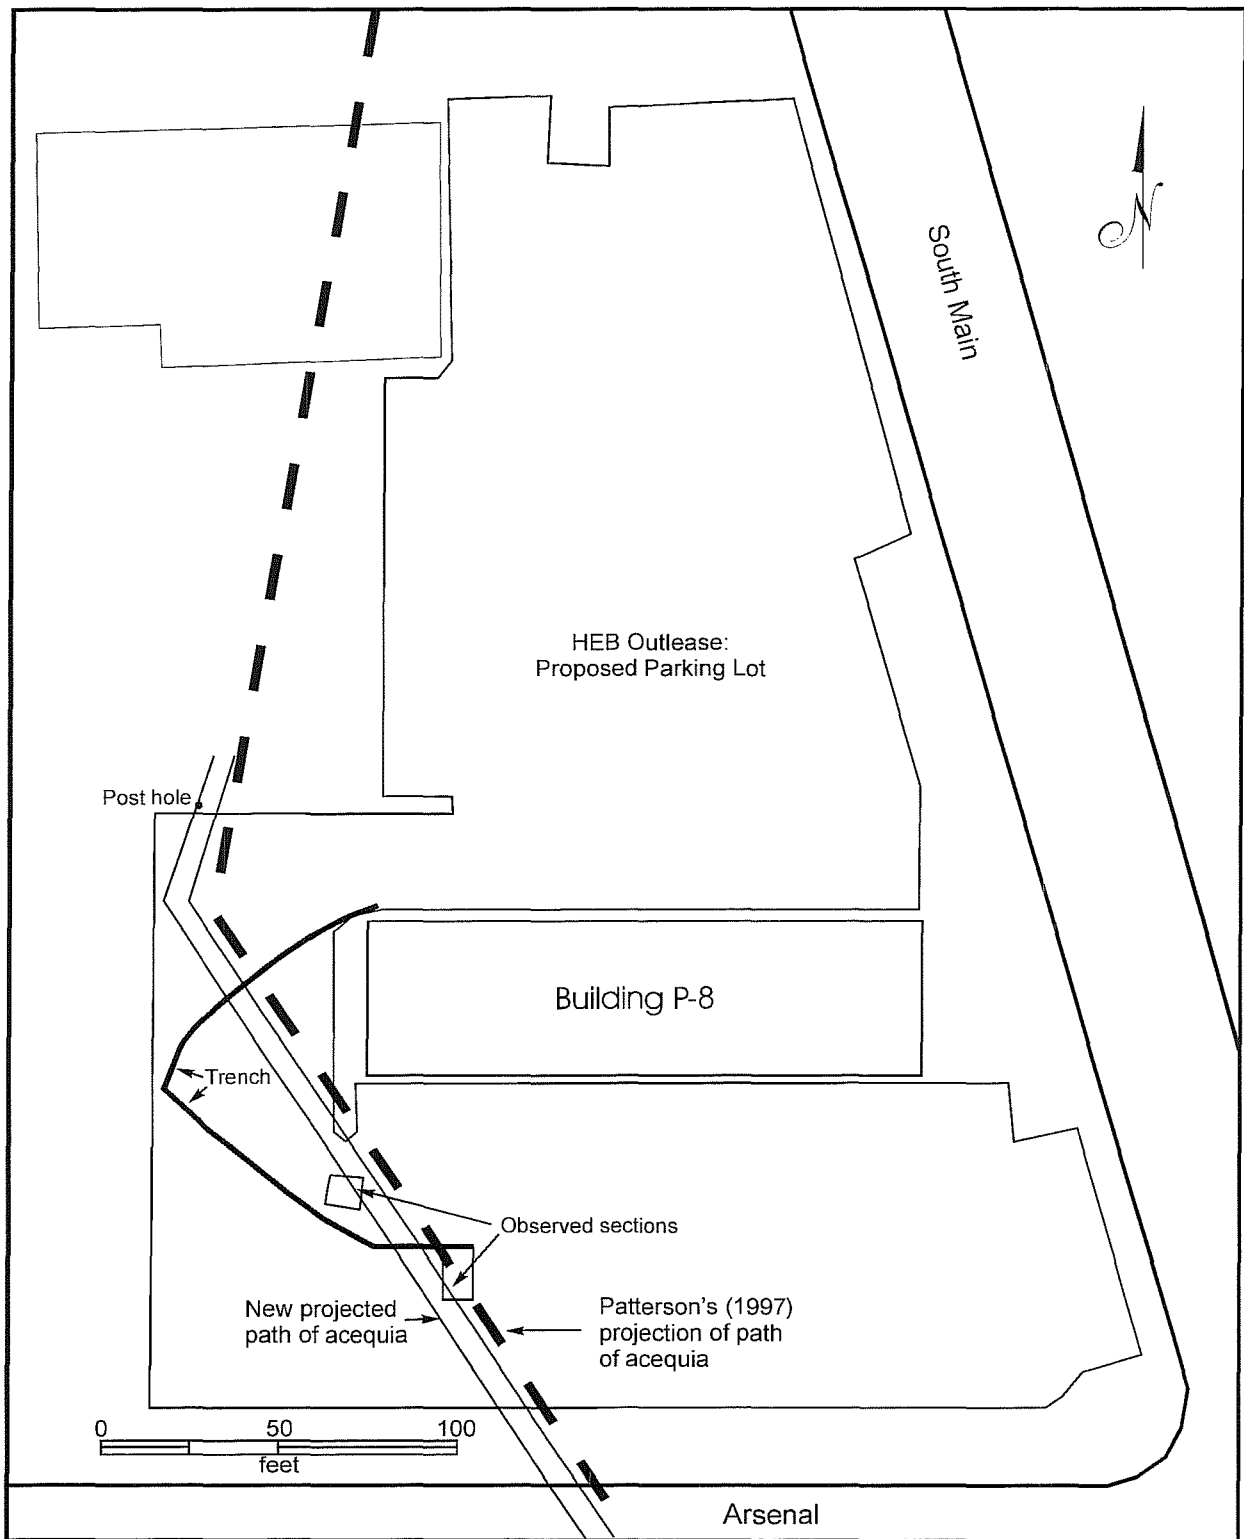 N
South Main
HEB Outlease:
Proposed Parking Lot
Post hole
Building P-8
Trench
Observed sections
New projected
path of acequia
Patterson's (1997)
projection of path
of acequia
0 50 100
feet
Arsenal